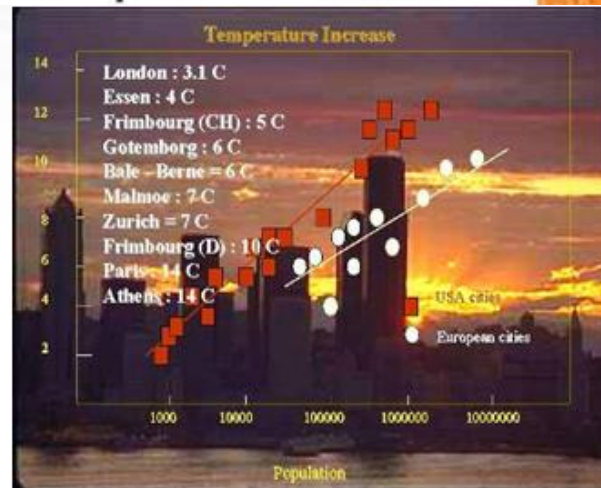 Temperature Increase
14
12
10
8
6
4
2
London : 3.1 C
Essen : 4 C
Frimbourg (CH) : 5 C
Gotemborg : 6 C
Bale - Berne = 6 C
Malmoe : 7 C
Zurich = 7 C
Frimbourg (D) : 10 C
Paris : 14 C
Athens : 14 C
USA cities
European cities
1000 10000 100000 1000000 10000000
Population